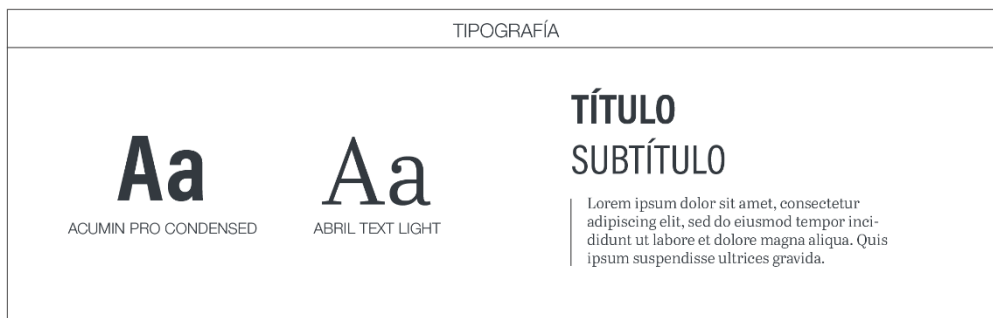 TIPOGRAFÍA
Aa
ACUMIN PRO CONDENSED
Aa
ABRIL TEXT LIGHT
TÍTULO
SUBTÍTULO
Lorem ipsum dolor sit amet, consectetur
adipiscing elit, sed do eiusmod tempor inci-
didunt ut labore et dolore magna aliqua. Quis
ipsum suspendisse ultrices gravida.